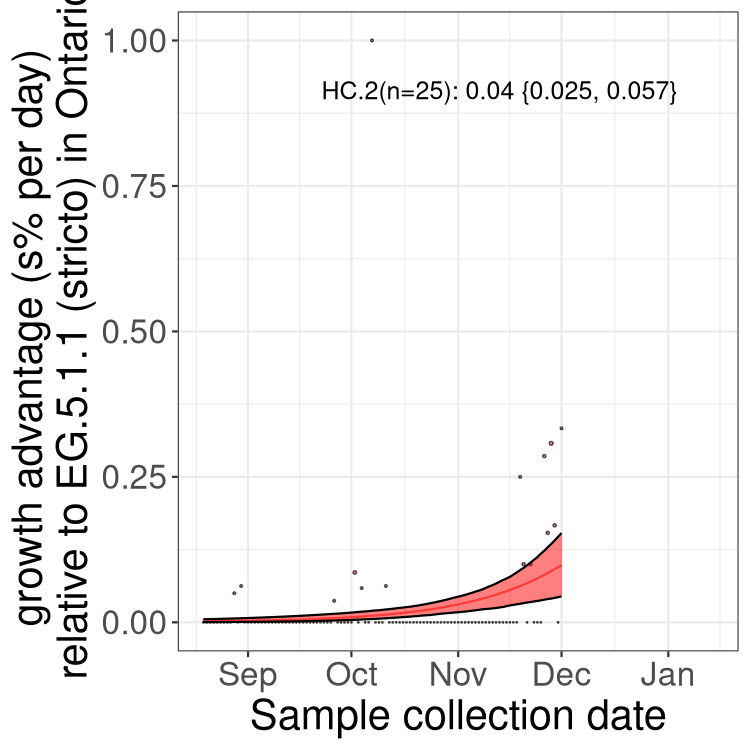 growth advantage (s% per day)
relative to EG.5.1.1 (stricto) in Ontario
1.00
0.75
0.50
0.25
0.00
HC.2(n=25): 0.04 {0.025, 0.057}
Sep Oct Nov Dec Jan
Sample collection date